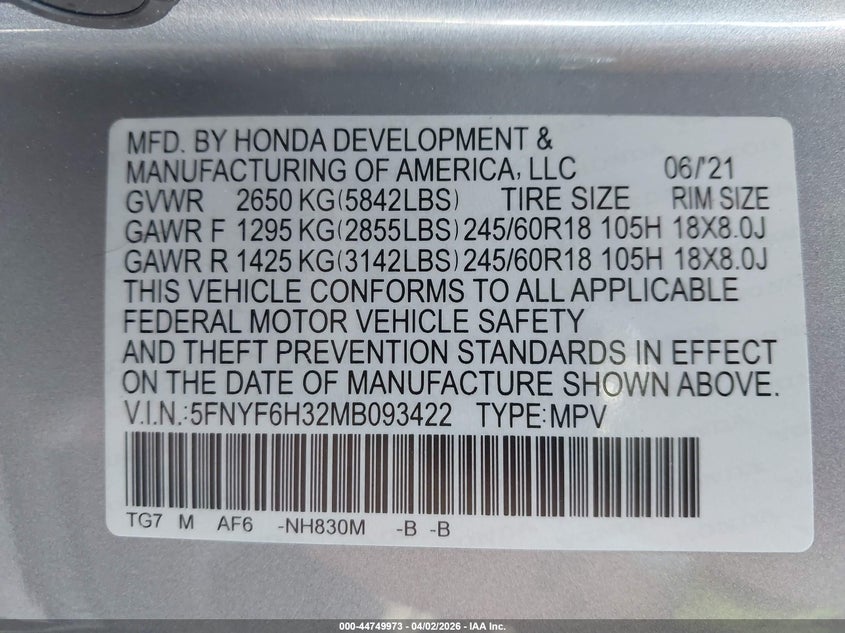 MFD. BY HONDA DEVELOPMENT &
MANUFACTURING OF AMERICA, LLC 06/'21
GVWR 2650 KG(5842LBS) TIRE SIZE RIM SIZE
GAWR F 1295 KG(2855LBS) 245/60R18 105H 18X8.0J
GAWR R 1425 KG(3142LBS) 245/60R18 105H 18X8.0J
THIS VEHICLE CONFORMS TO ALL APPLICABLE
FEDERAL MOTOR VEHICLE SAFETY
AND THEFT PREVENTION STANDARDS IN EFFECT
ON THE DATE OF MANUFACTURE SHOWN ABOVE.
V.I.N.:5FNYF6H32MB093422 TYPE:MPV
TG7 M AF6 -NH830M -B -B
000-44749973 - 04/02/2026 - IAA Inc.